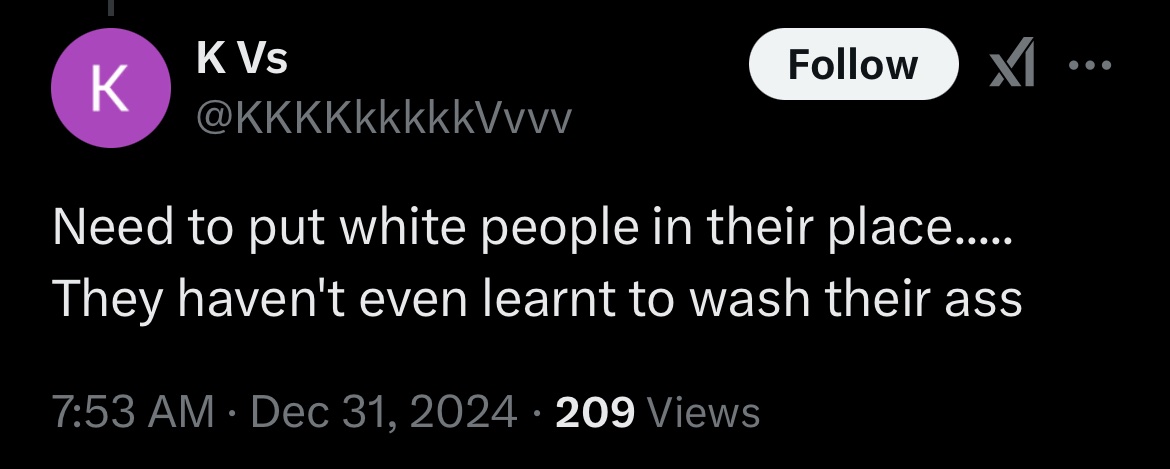 K
K Vs
Follow
@KKKKkkkkkVvvv
Need to put white people in their place.....
They haven't even learnt to wash their ass
7:53 AM · Dec 31, 2024 · 209 Views